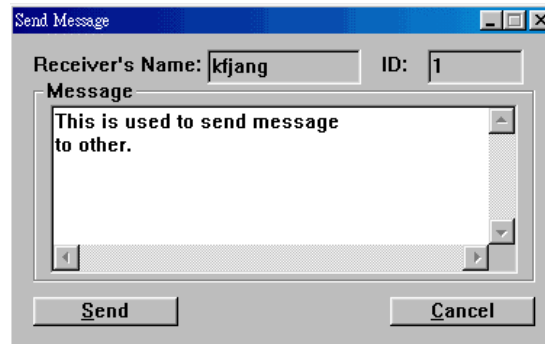 Send Message
Receiver's Name: kfjang ID: 1
Message
This is used to send message
to other.
Send Cancel